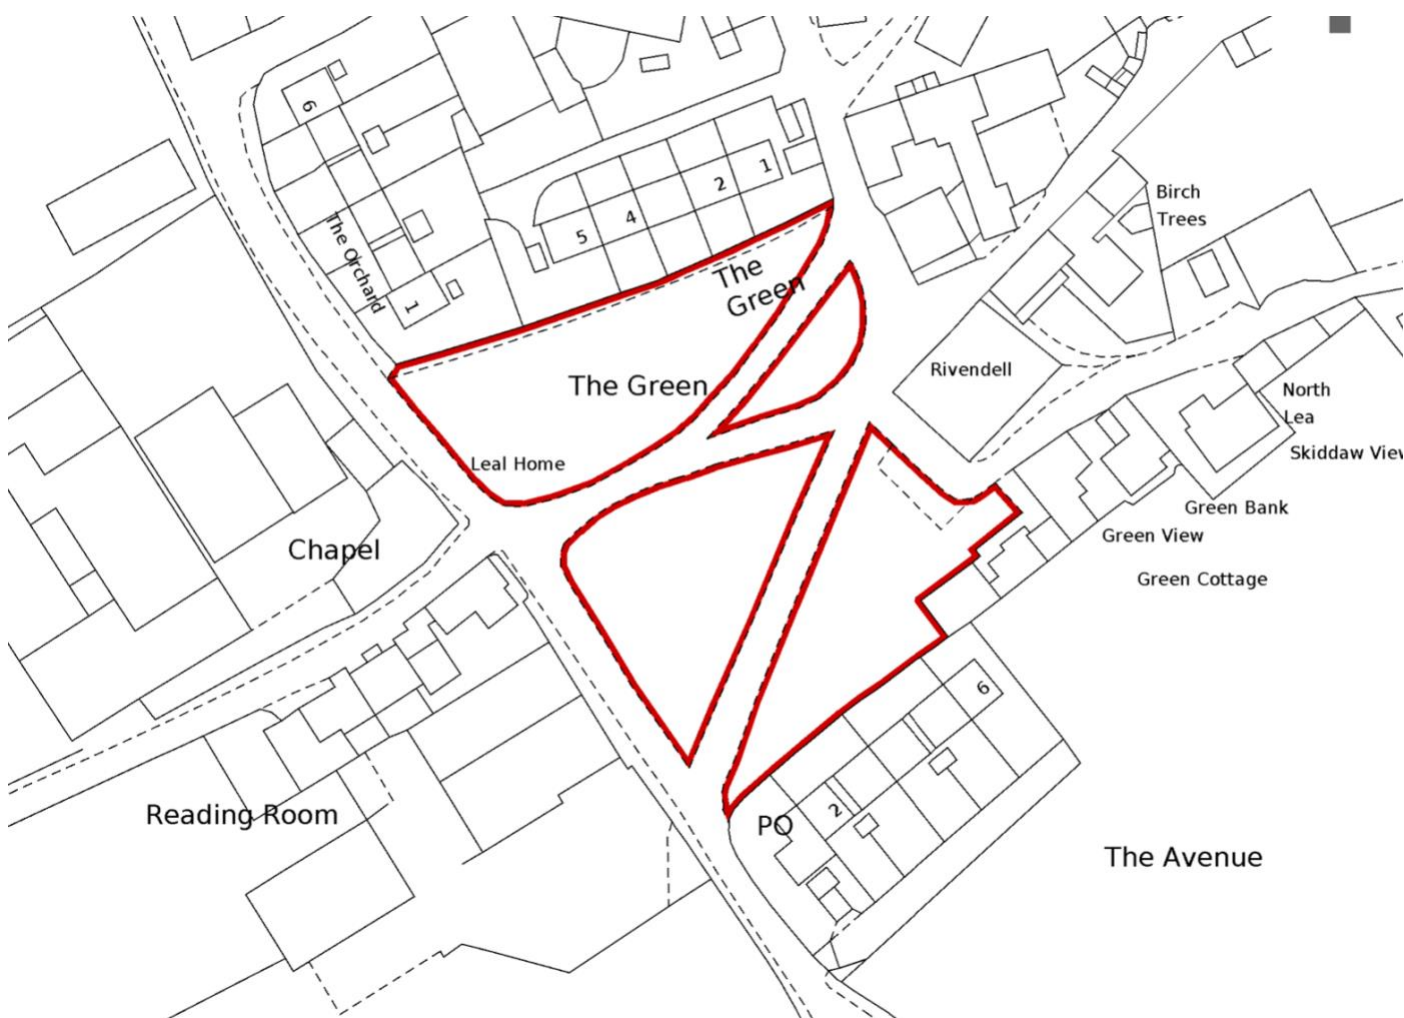 6
Birch
Trees
1
2
4
5
The Orchard
1
The
Green
The Green
Rivendell
North
Lea
Skiddaw View
Leal Home
Green Bank
Green View
Chapel
Green Cottage
6
Reading Room
PO
2
The Avenue